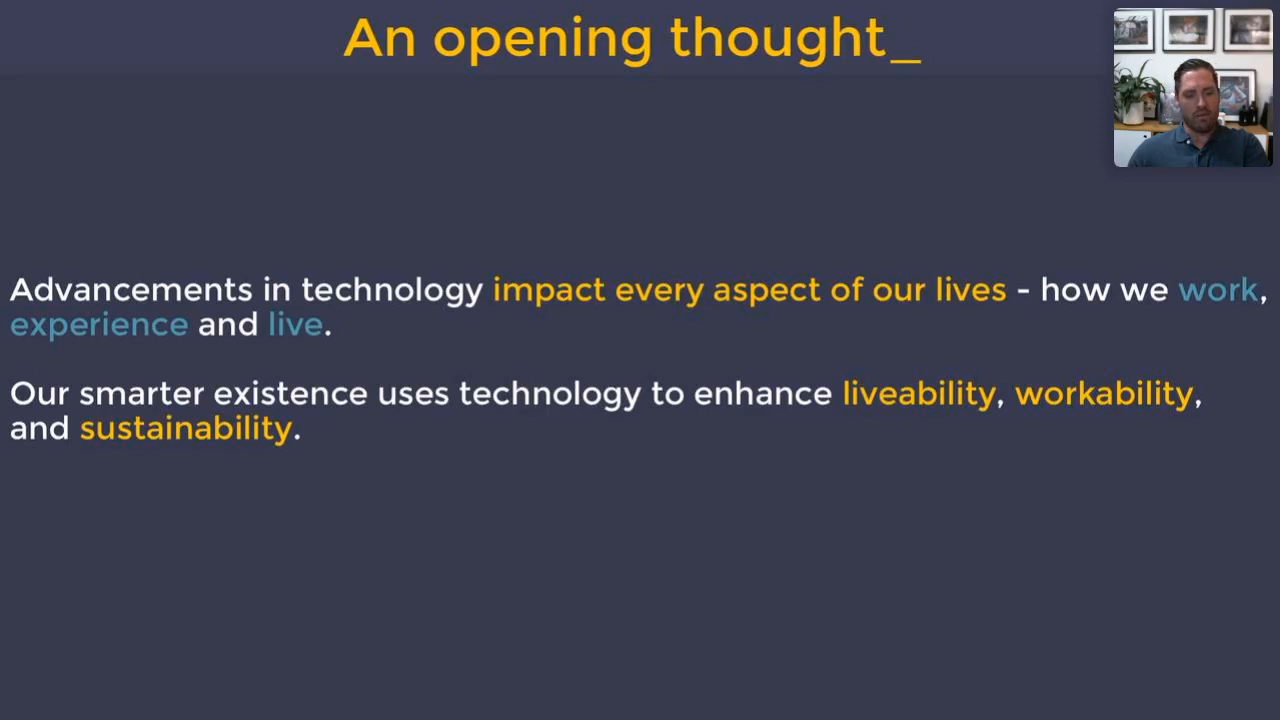 An opening thought_
Advancements in technology impact every aspect of our lives - how we work,
experience and live.
Our smarter existence uses technology to enhance liveability, workability,
and sustainability.